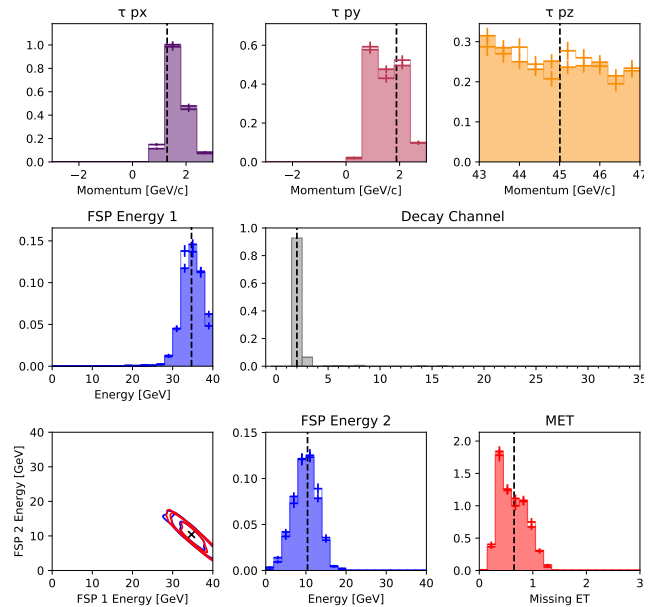 τ px
τ py
τ pz
1.0
0.8
0.6
0.4
0.2
0.0
−2 0 2
Momentum [GeV/c]
0.6
0.4
0.2
0.0
−2 0 2
Momentum [GeV/c]
0.3
0.2
0.1
0.0
43 44 45 46 47
Momentum [GeV/c]
FSP Energy 1
Decay Channel
0.15
0.10
0.05
0.00
0 10 20 30 40
Energy [GeV]
1.0
0.8
0.6
0.4
0.2
0.0
0 5 10 15 20 25 30 35
FSP Energy 2
MET
FSP 2 Energy [GeV]
40
30
20
10
0
0 10 20 30 40
FSP 1 Energy [GeV]
0.15
0.10
0.05
0.00
0 10 20 30 40
Energy [GeV]
2.0
1.5
1.0
0.5
0.0
0 1 2 3
Missing ET